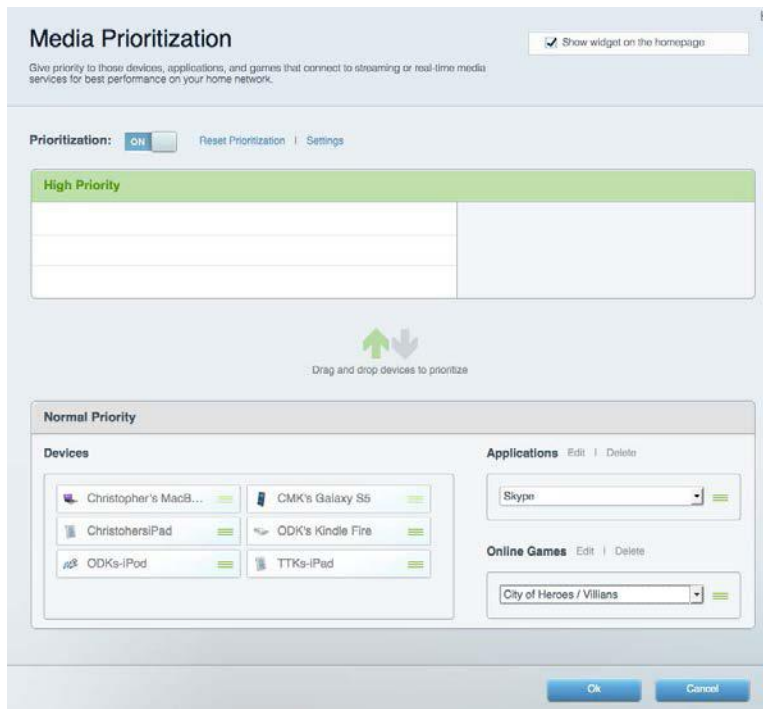 Media Prioritization
Show widget on the homepage
Give priority to those devices, applications, and games that connect to streaming or real-time media
services for best performance on your home network.
Prioritization: ON Reset Prioritization | Settings
High Priority
Drag and drop devices to prioritize
Normal Priority
Devices
Christopher's MacB... CMK's Galaxy S5
ChristohersiPad ODK's Kindle Fire
ODKs-iPod TTKs-iPad
Applications Edit | Delete
Skype
Online Games Edit | Delete
City of Heroes / Villians
Ok Cancel